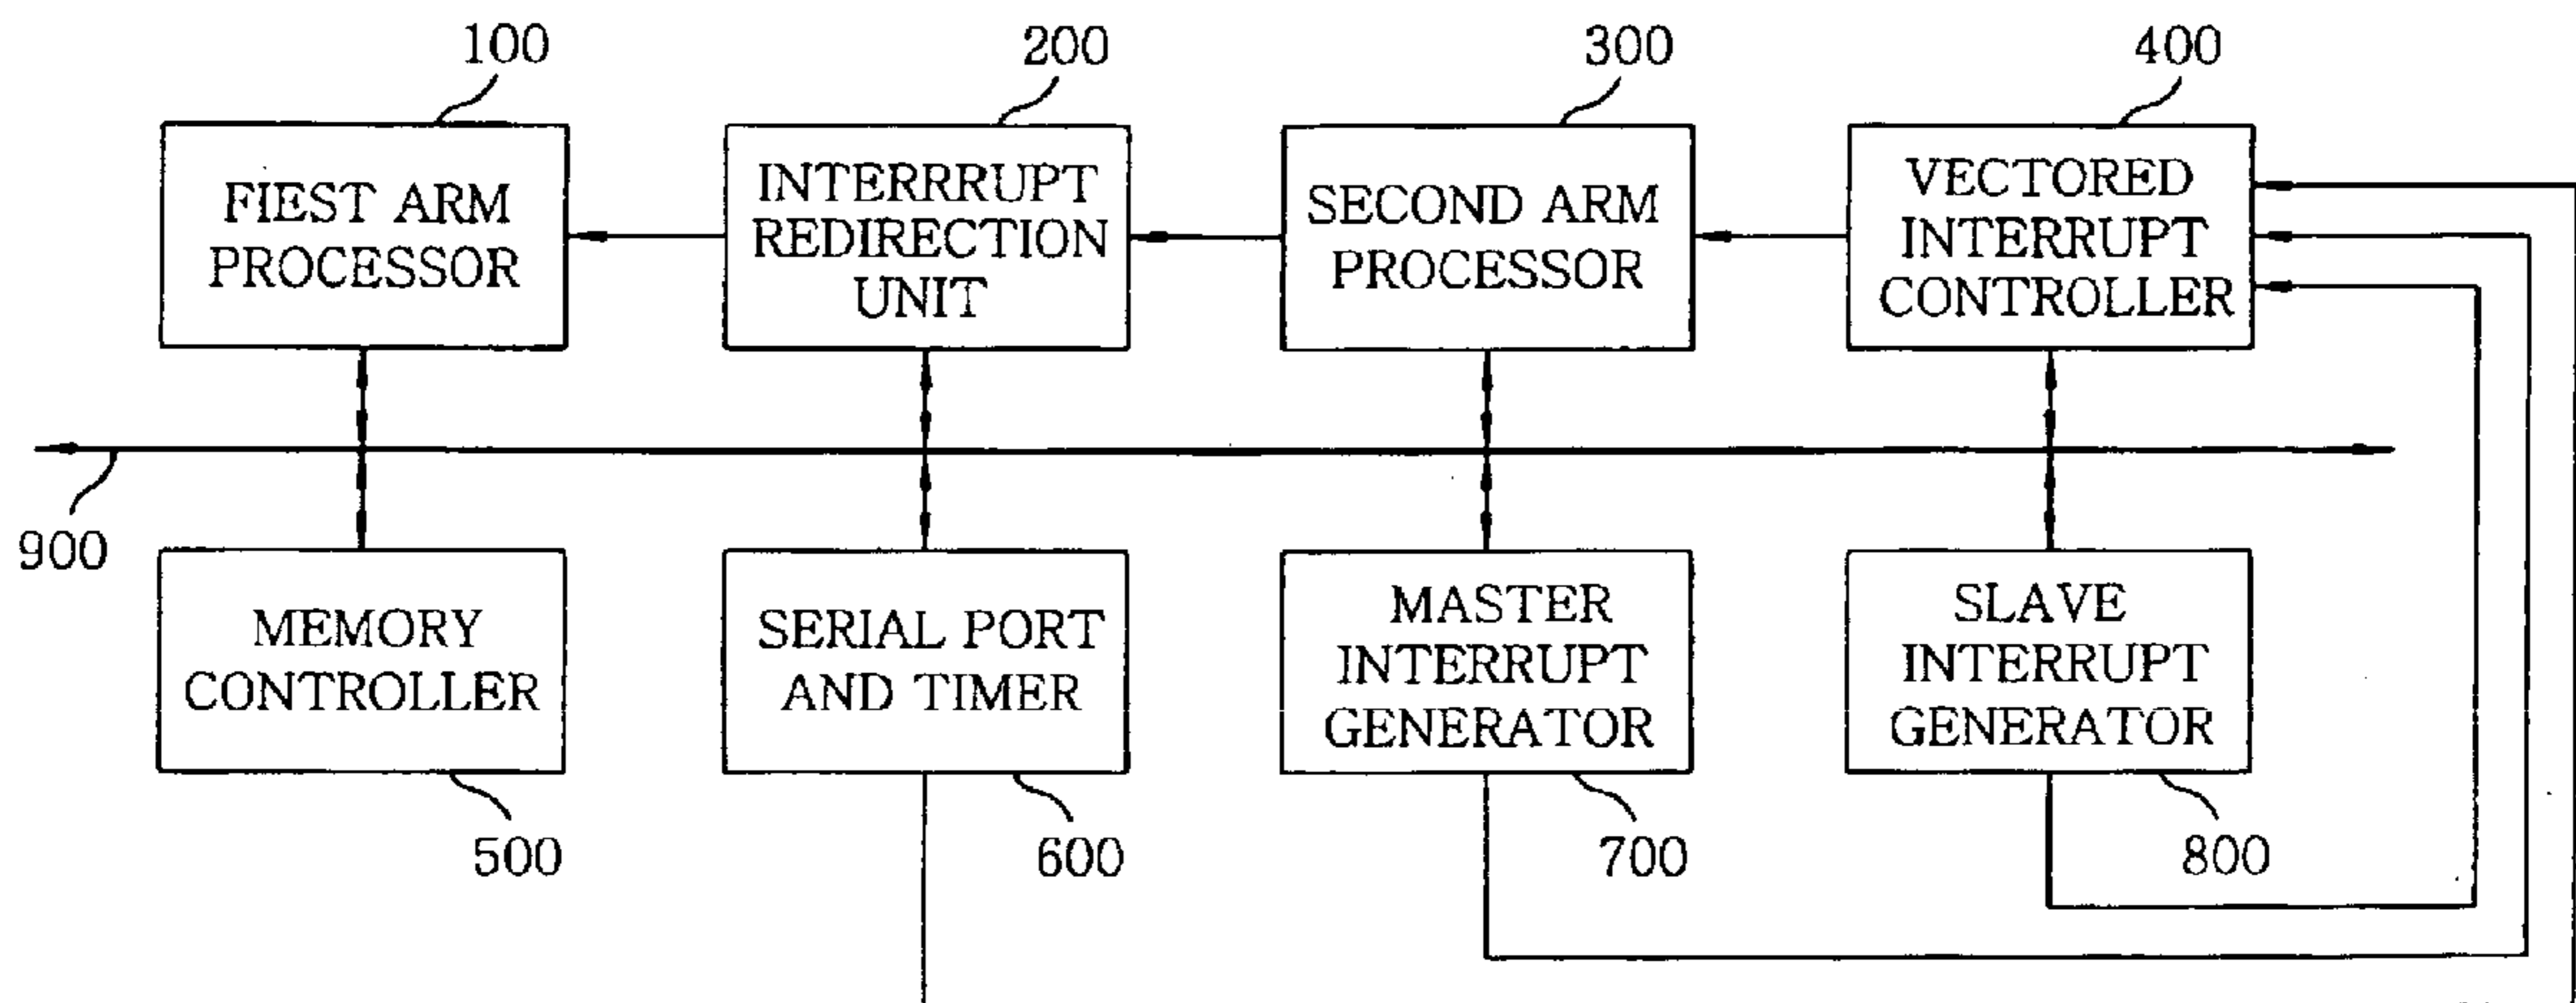 100
200
300
400
FIEST ARM
PROCESSOR
INTERRRUPT
REDIRECTION
UNIT
SECOND ARM
PROCESSOR
VECTORED
INTERRUPT
CONTROLLER
900
MEMORY
CONTROLLER
SERIAL PORT
AND TIMER
MASTER
INTERRUPT
GENERATOR
SLAVE
INTERRUPT
GENERATOR
500
600
700
800